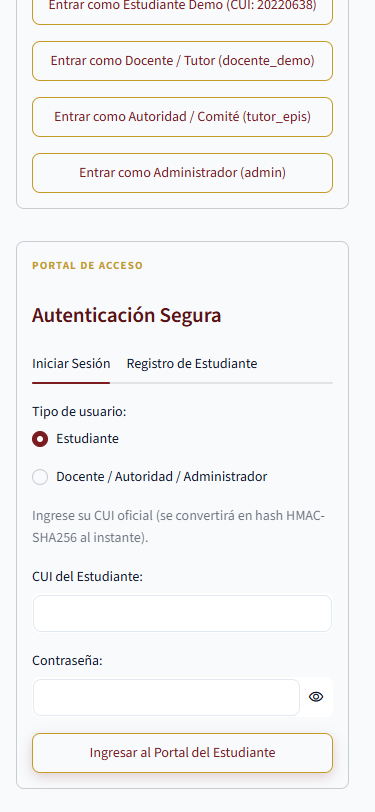 Entrar como Estudiante Demo (CUI: 20220638)
Entrar como Docente / Tutor (docente_demo)
Entrar como Autoridad / Comité (tutor_epis)
Entrar como Administrador (admin)
PORTAL DE ACCESO
Autenticación Segura
Iniciar Sesión Registro de Estudiante
Tipo de usuario:
Estudiante
Docente / Autoridad / Administrador
Ingrese su CUI oficial (se convertirá en hash HMAC-
SHA256 al instante).
CUI del Estudiante:
Contraseña:
Ingresar al Portal del Estudiante